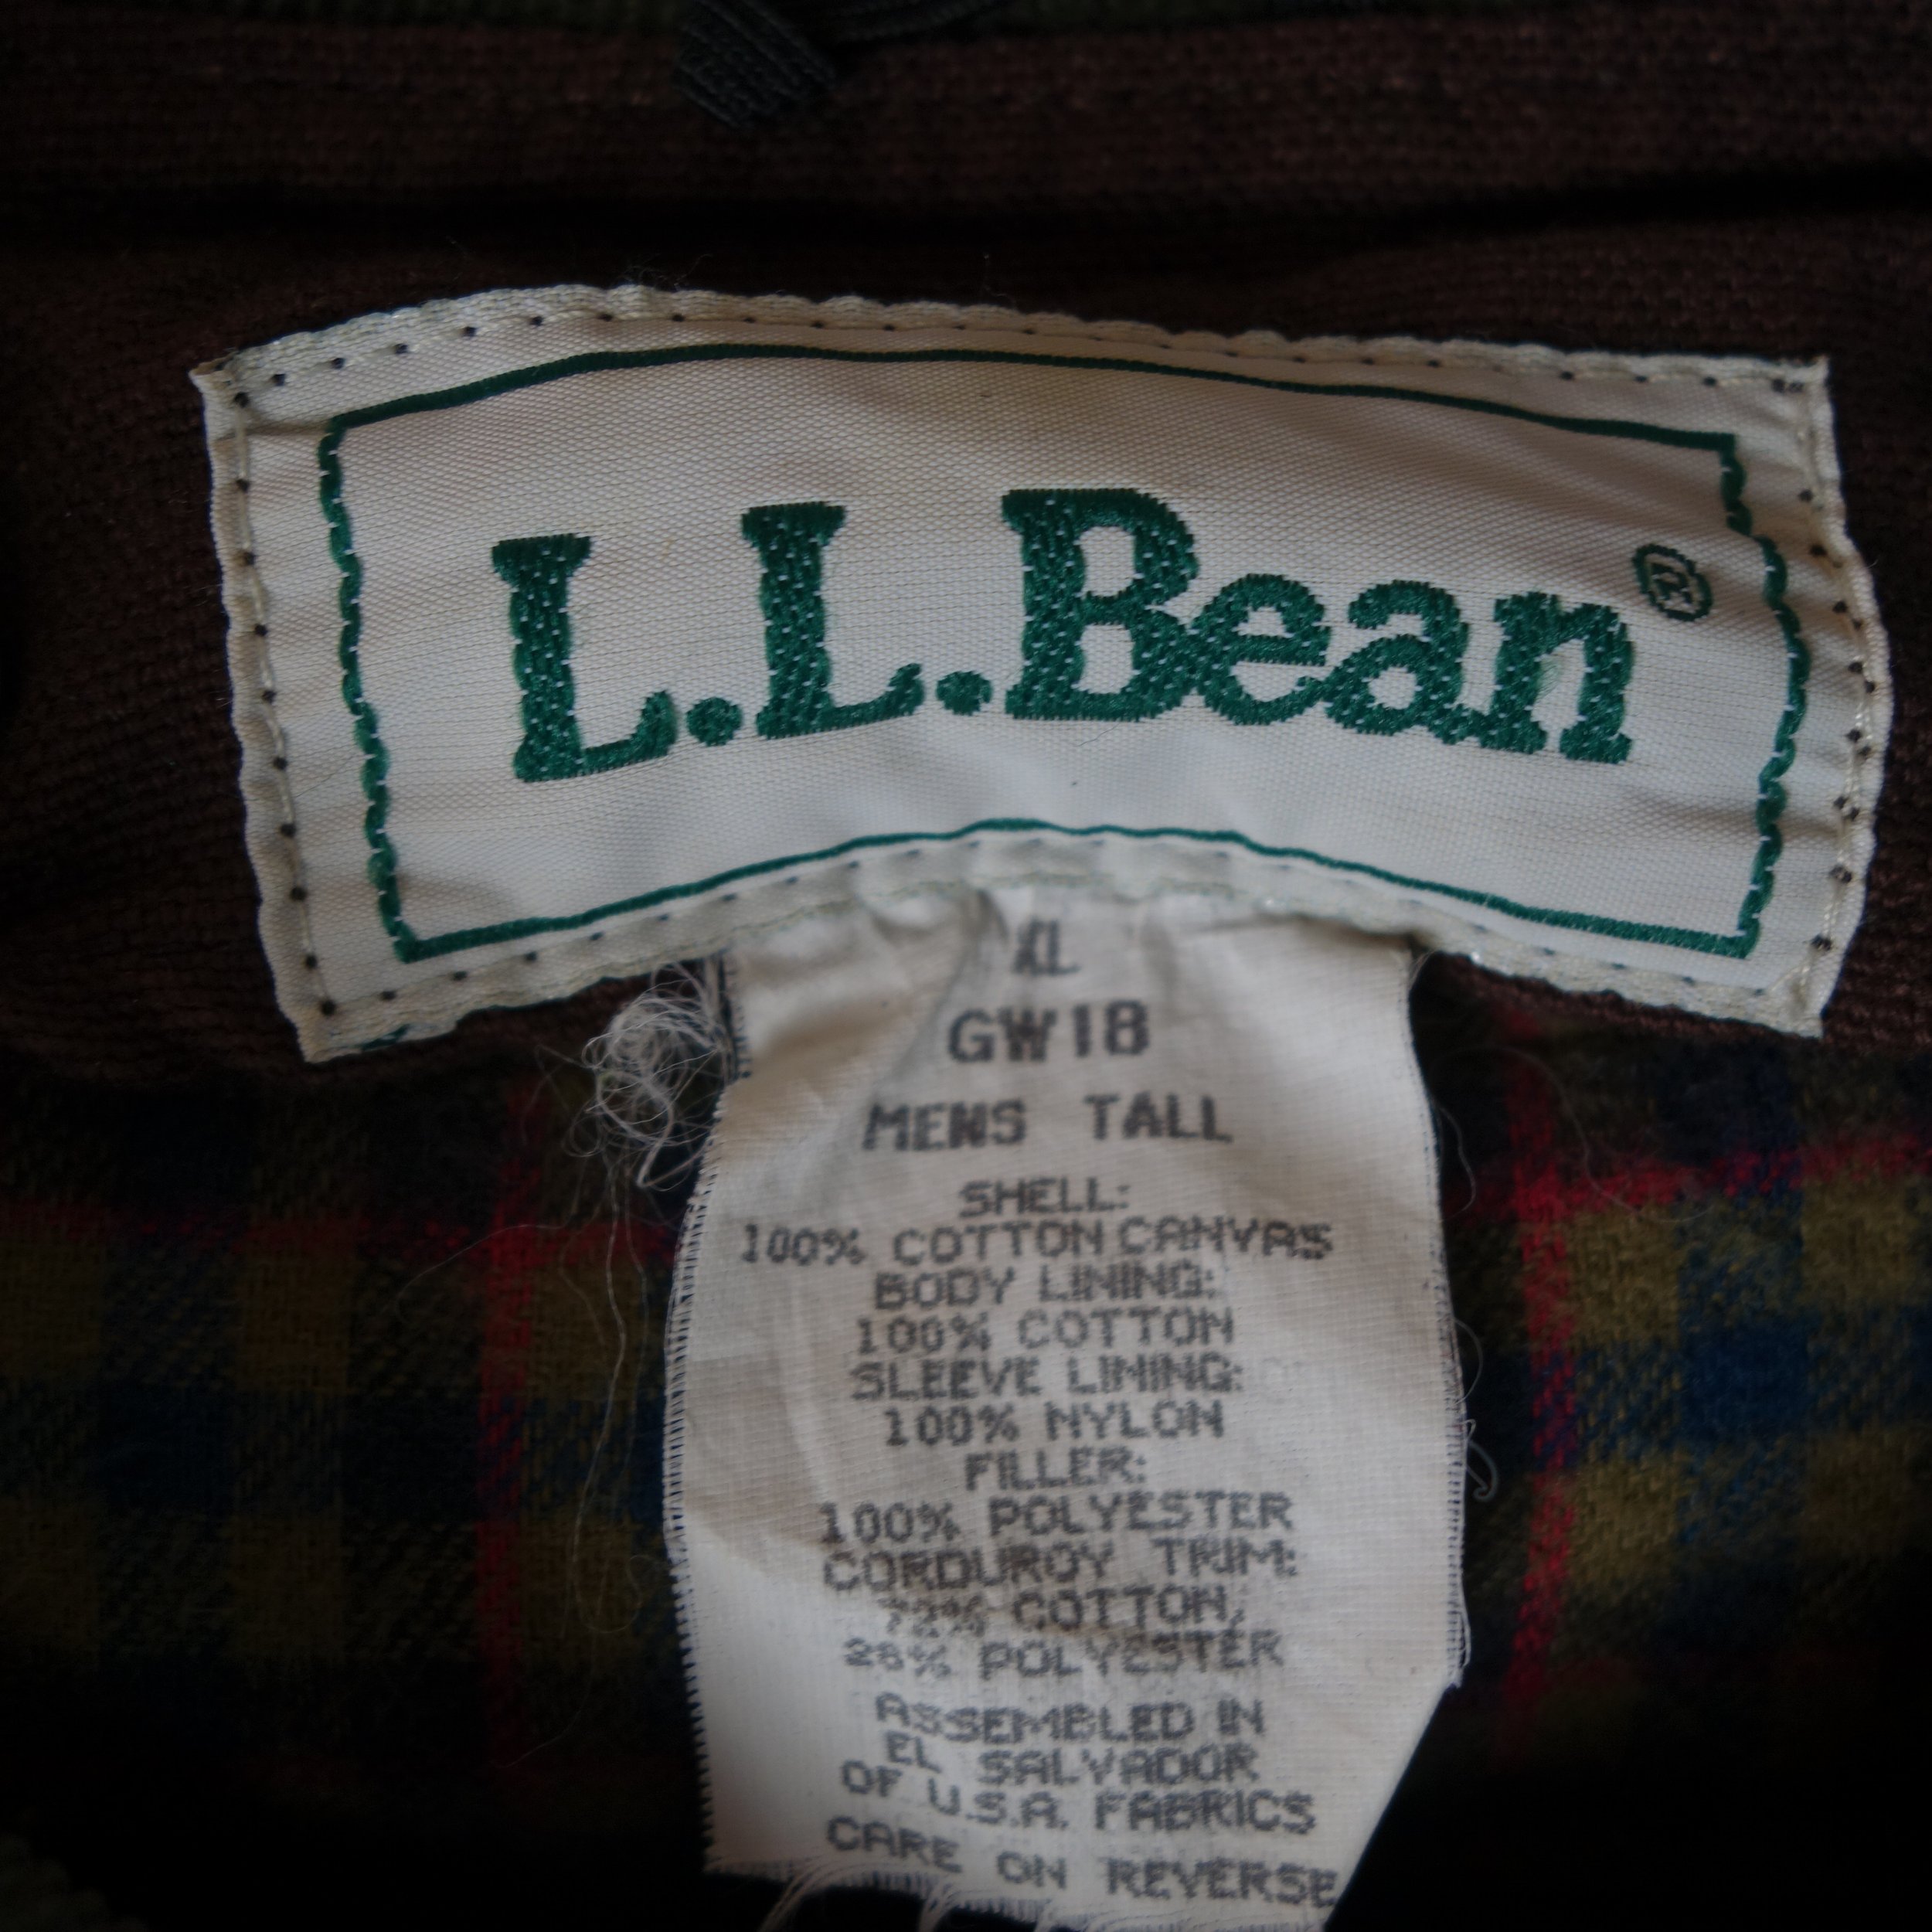 L.L.Bean®
XL
GW18
MENS TALL
SHELL:
100% COTTON CANVAS
BODY LINING:
100% COTTON
SLEEVE LINING:
100% NYLON
FILLER:
100% POLYESTER
CORDUROY TRIM:
72% COTTON,
28% POLYESTER
ASSEMBLED IN
EL SALVADOR
OF U.S.A. FABRICS
CARE ON REVERSE